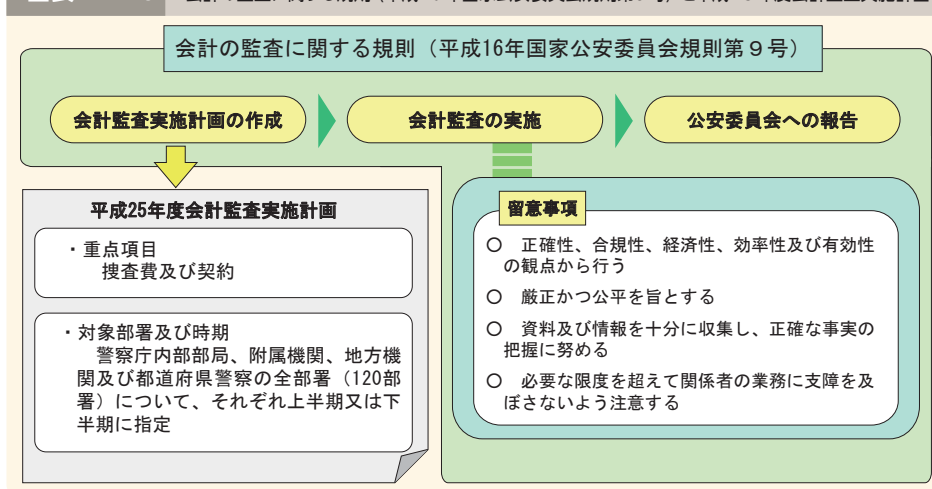 会計の監査に関する規則（平成16年国家公安委員会規則第９号）
会計監査実施計画の作成
会計監査の実施
公安委員会への報告
平成25年度会計監査実施計画
・重点項目
捜査費及び契約
・対象部署及び時期
警察庁内部部局、附属機関、地方機
関及び都道府県警察の全部署（120部
署）について、それぞれ上半期又は下
半期に指定
留意事項
○　正確性、合規性、経済性、効率性及び有効性
の観点から行う
○　厳正かつ公平を旨とする
○　資料及び情報を十分に収集し、正確な事実の
把握に努める
○　必要な限度を超えて関係者の業務に支障を及
ぼさないよう注意する